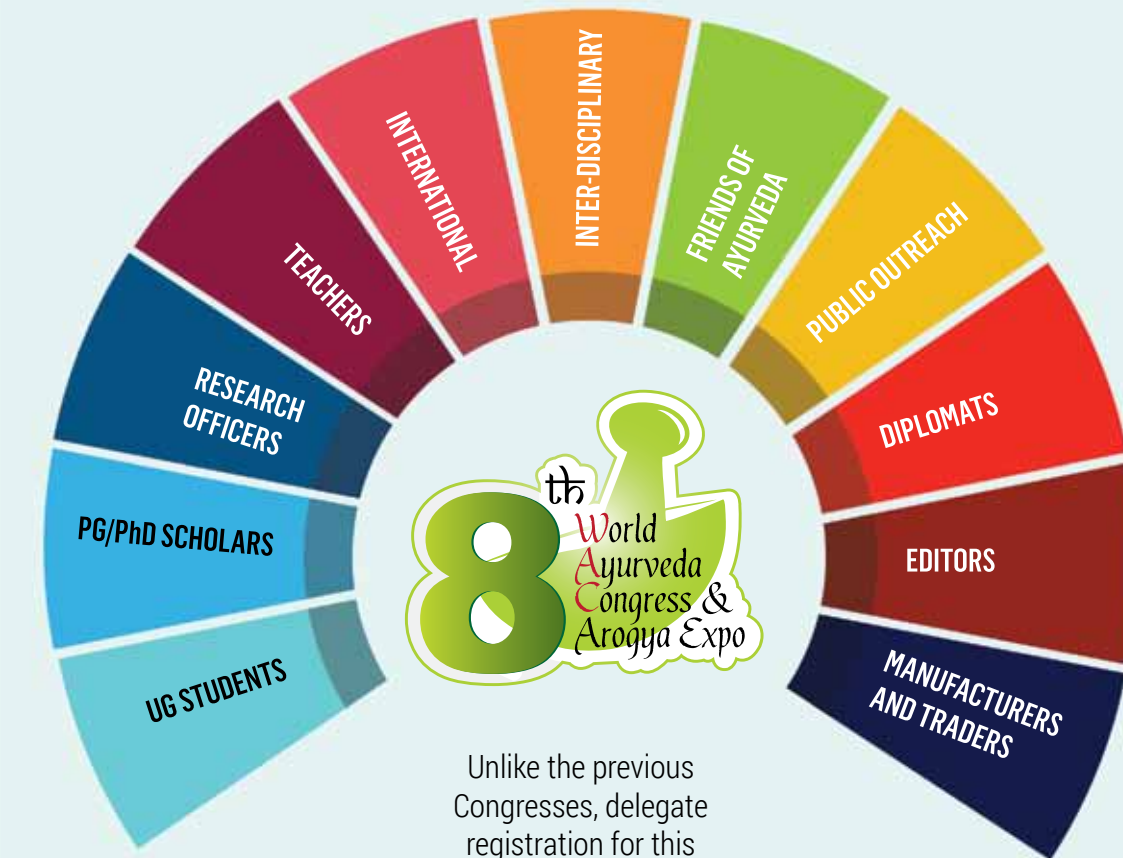 UG STUDENTS
PG/PhD SCHOLARS
RESEARCH
OFFICERS
TEACHERS
INTERNATIONAL
INTER-DISCIPLINARY
FRIENDS OF
AYURVEDA
PUBLIC OUTREACH
DIPLOMATS
EDITORS
MANUFACTURERS
AND TRADERS
8th
World
Ayurveda
Congress &
Arogya Expo
Unlike the previous
Congresses, delegate
registration for this